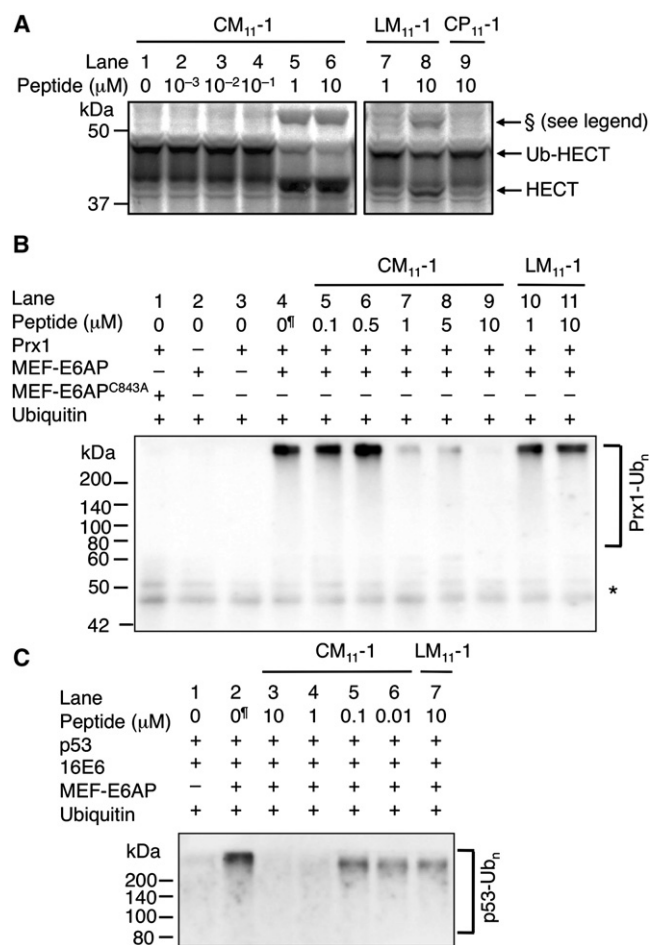 A
CM₁₁-1 LM₁₁-1 CP₁₁-1
Lane 1 2 3 4 5 6 7 8 9
Peptide (μM) 0 10⁻³ 10⁻² 10⁻¹ 1 10 1 10 10
kDa
50
37
§ (see legend)
Ub-HECT
HECT
B
CM₁₁-1 LM₁₁-1
Lane 1 2 3 4 5 6 7 8 9 10 11
Peptide (μM) 0 0 0 0¶ 0.1 0.5 1 5 10 1 10
Prx1 + – + + + + + + + + +
MEF-E6AP – + – + + + + + + + +
MEF-E6APC843A + – – – – – – – – – –
Ubiquitin + + + + + + + + + + +
kDa
200
140
100
80
60
50
42
Prx1-Ubₙ
*
C
CM₁₁-1 LM₁₁-1
Lane 1 2 3 4 5 6 7
Peptide (μM) 0 0¶ 10 1 0.1 0.01 10
p53 + + + + + + +
16E6 + + + + + + +
MEF-E6AP – + + + + + +
Ubiquitin + + + + + + +
kDa
200
140
100
80
p53-Ubₙ